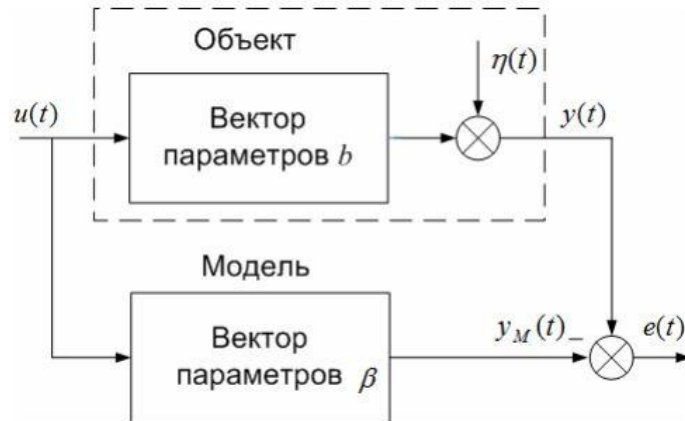 Объект
η(t)
u(t)
Вектор
параметров b
y(t)
Модель
Вектор
параметров β
y_M(t)
−
e(t)